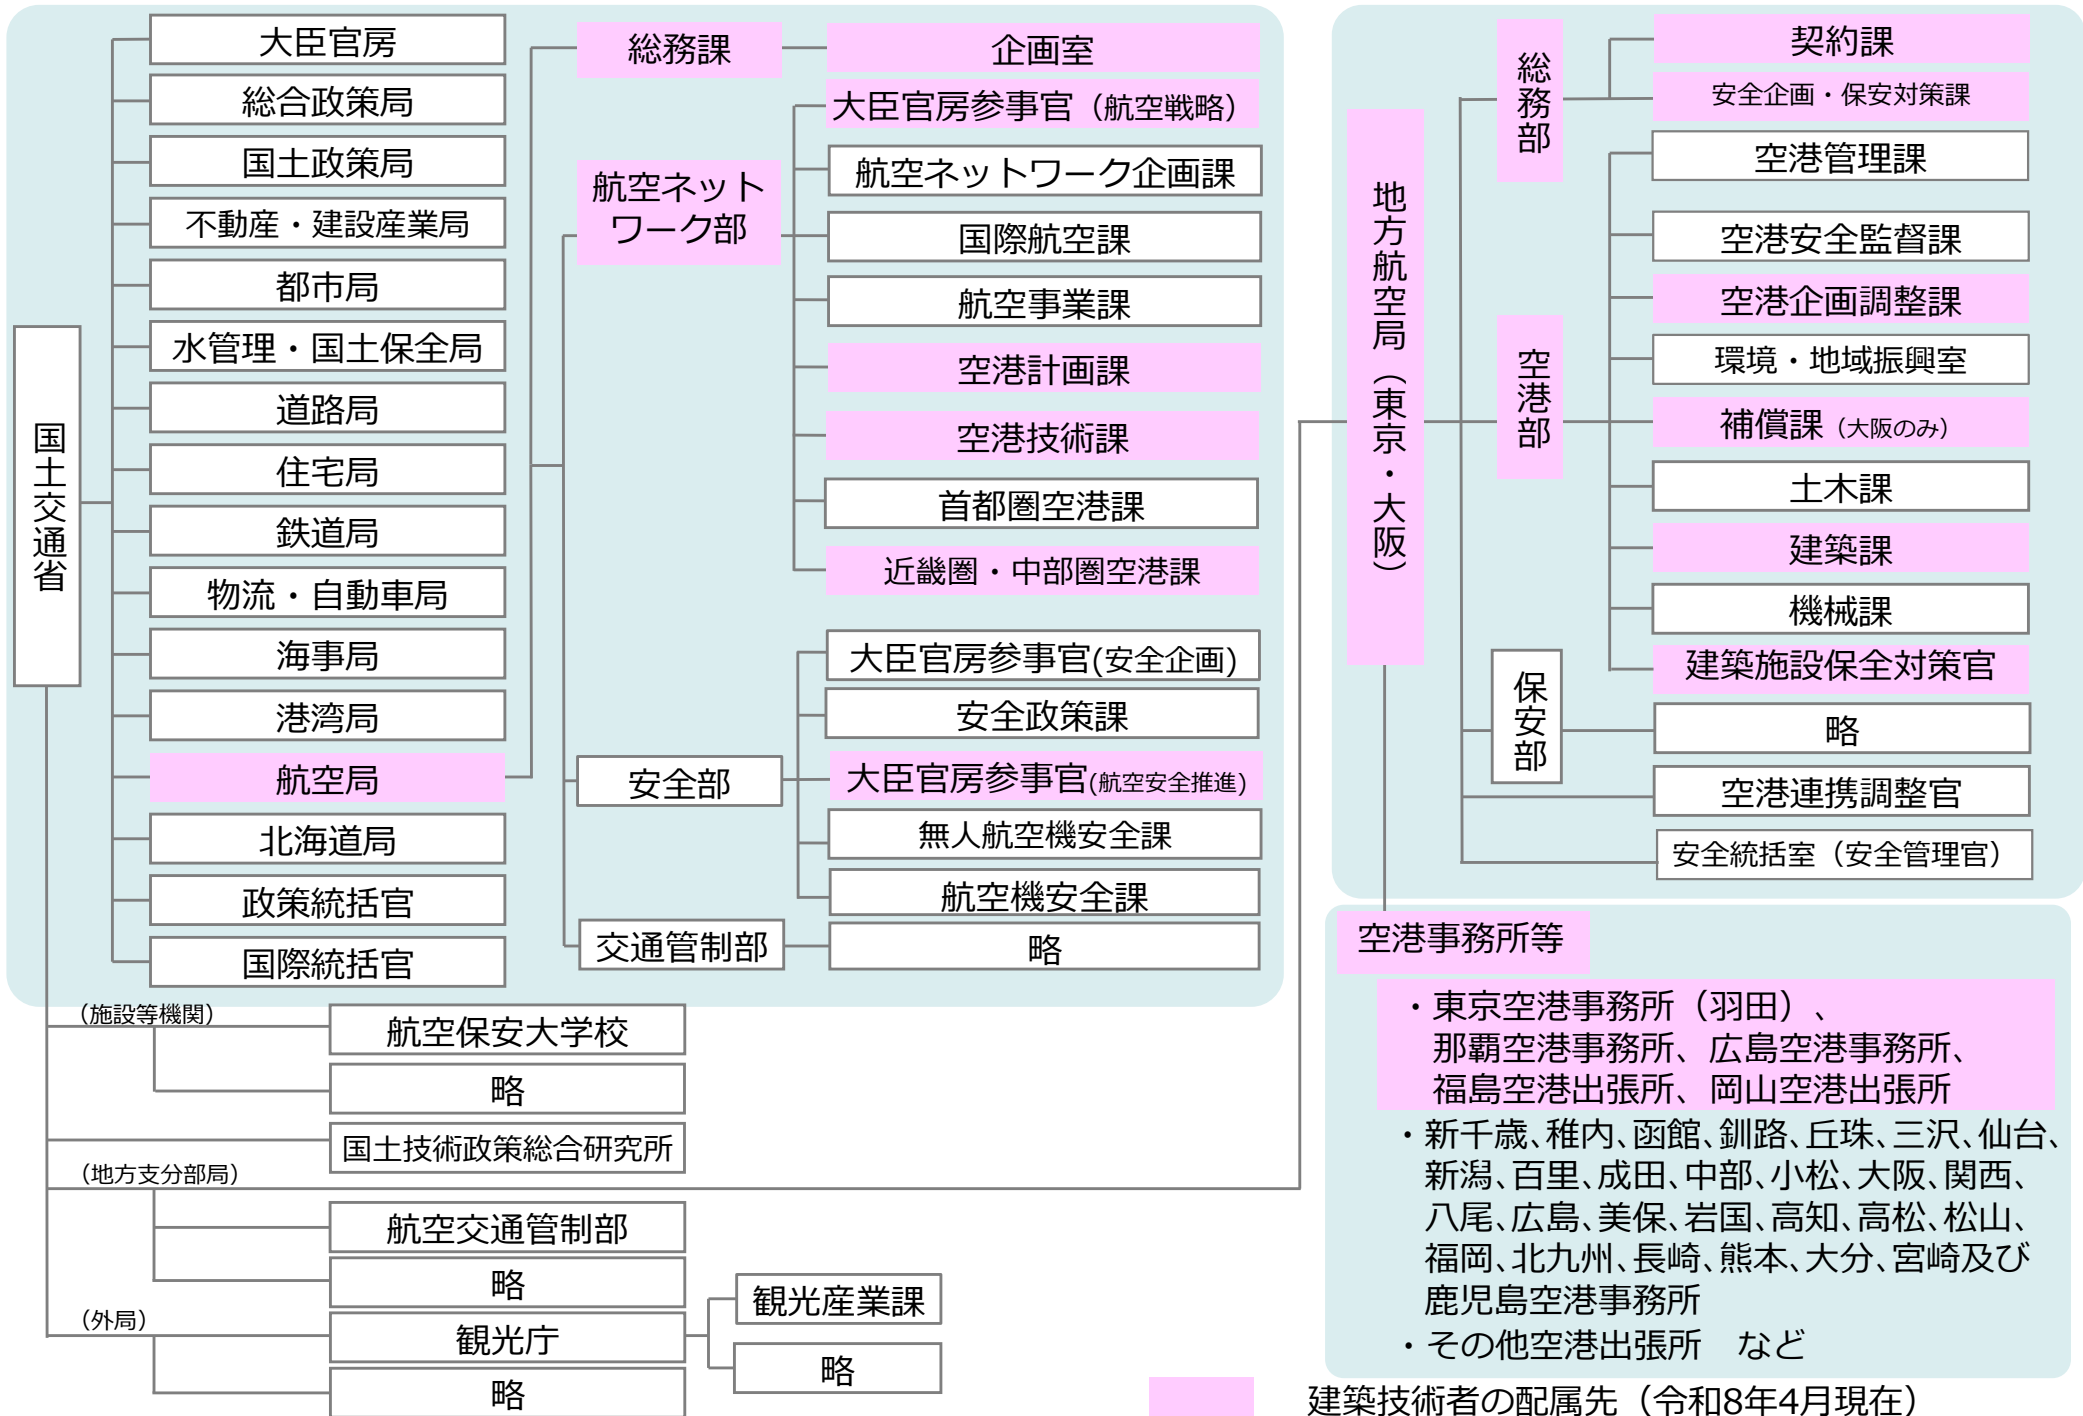 国土交通省
大臣官房
総合政策局
国土政策局
不動産・建設産業局
都市局
水管理・国土保全局
道路局
住宅局
鉄道局
物流・自動車局
海事局
港湾局
航空局
北海道局
政策統括官
国際統括官
総務課
企画室
航空ネット
ワーク部
大臣官房参事官（航空戦略）
航空ネットワーク企画課
国際航空課
航空事業課
空港計画課
空港技術課
首都圏空港課
近畿圏・中部圏空港課
安全部
大臣官房参事官(安全企画)
安全政策課
大臣官房参事官(航空安全推進)
無人航空機安全課
航空機安全課
交通管制部
略
（施設等機関）
航空保安大学校
略
国土技術政策総合研究所
（地方支分部局）
航空交通管制部
略
（外局）
観光庁
略
観光産業課
略
地方航空局（東京・大阪）
総務部
契約課
安全企画・保安対策課
空港部
空港管理課
空港安全監督課
空港企画調整課
環境・地域振興室
補償課（大阪のみ）
土木課
建築課
機械課
建築施設保全対策官
保安部
略
空港連携調整官
安全統括室（安全管理官）
空港事務所等
・東京空港事務所（羽田）、
那覇空港事務所、広島空港事務所、
福島空港出張所、岡山空港出張所
・新千歳、稚内、函館、釧路、丘珠、三沢、仙台、
新潟、百里、成田、中部、小松、大阪、関西、
八尾、広島、美保、岩国、高知、高松、松山、
福岡、北九州、長崎、熊本、大分、宮崎及び
鹿児島空港事務所
・その他空港出張所　など
建築技術者の配属先（令和8年4月現在）